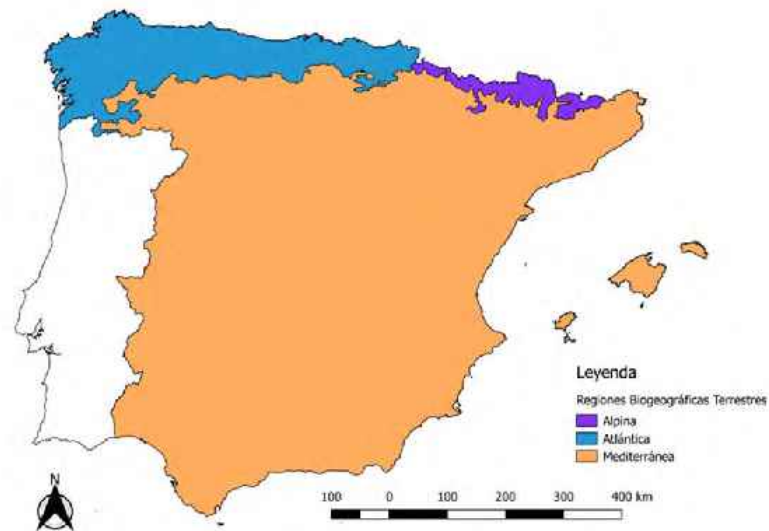 Leyenda
Regiones Biogeográficas Terrestres
Alpina
Atlántica
Mediterránea
N
100 0 100 200 300 400 km